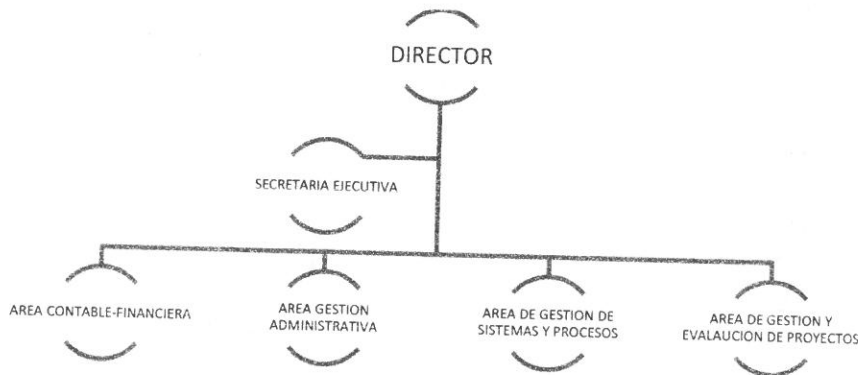 DIRECTOR
SECRETARIA EJECUTIVA
AREA CONTABLE-FINANCIERA
AREA GESTION
ADMINISTRATIVA
AREA DE GESTION DE
SISTEMAS Y PROCESOS
AREA DE GESTION Y
EVALAUCION DE PROYECTOS